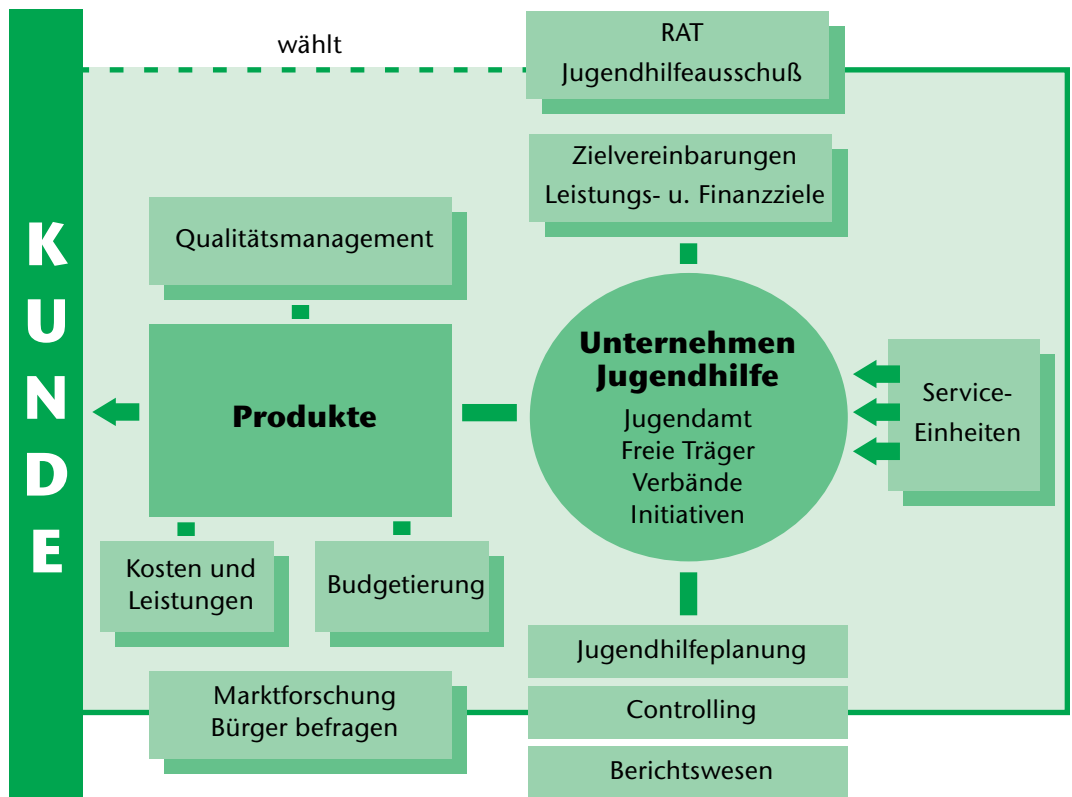 KUNDE
wählt
RAT
Jugendhilfeausschuß
Zielvereinbarungen
Leistungs- u. Finanzziele
Qualitätsmanagement
Produkte
Unternehmen
Jugendhilfe
Jugendamt
Freie Träger
Verbände
Initiativen
Service-
Einheiten
Kosten und
Leistungen
Budgetierung
Jugendhilfeplanung
Marktforschung
Bürger befragen
Controlling
Berichtswesen